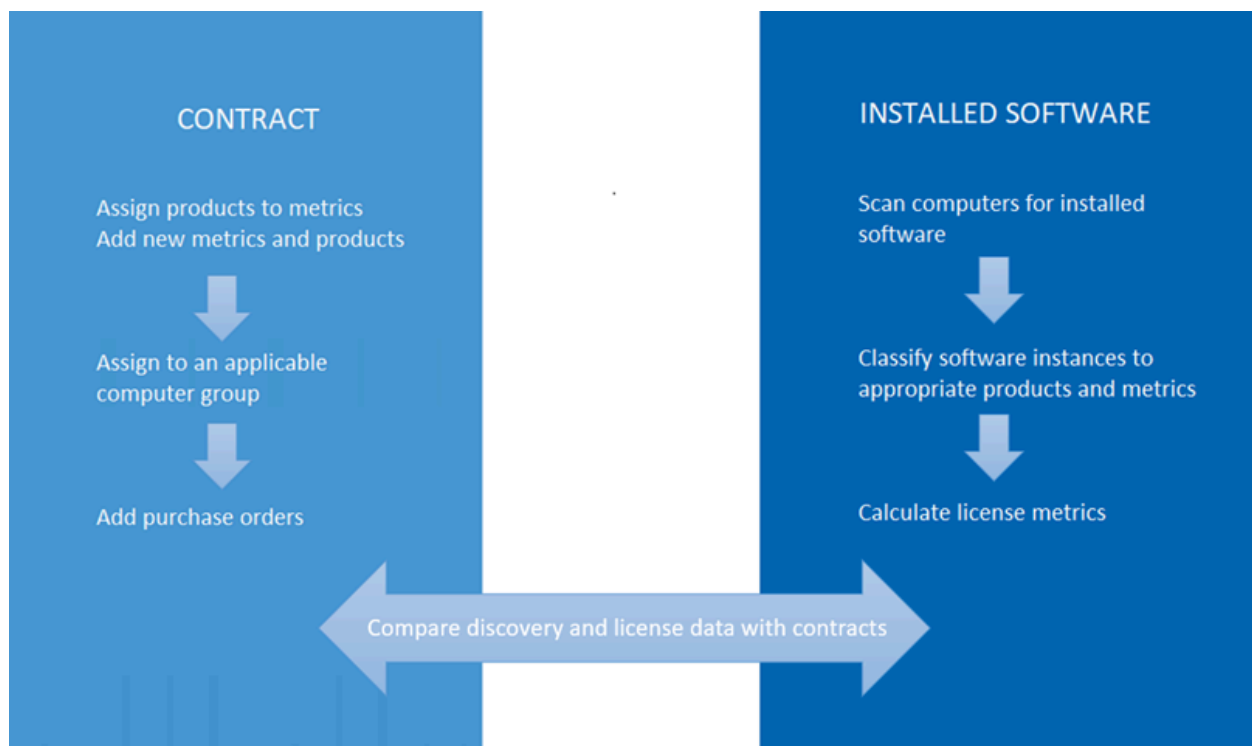 CONTRACT
Assign products to metrics
Add new metrics and products
Assign to an applicable
computer group
Add purchase orders
INSTALLED SOFTWARE
Scan computers for installed
software
Classify software instances to
appropriate products and metrics
Calculate license metrics
Compare discovery and license data with contracts